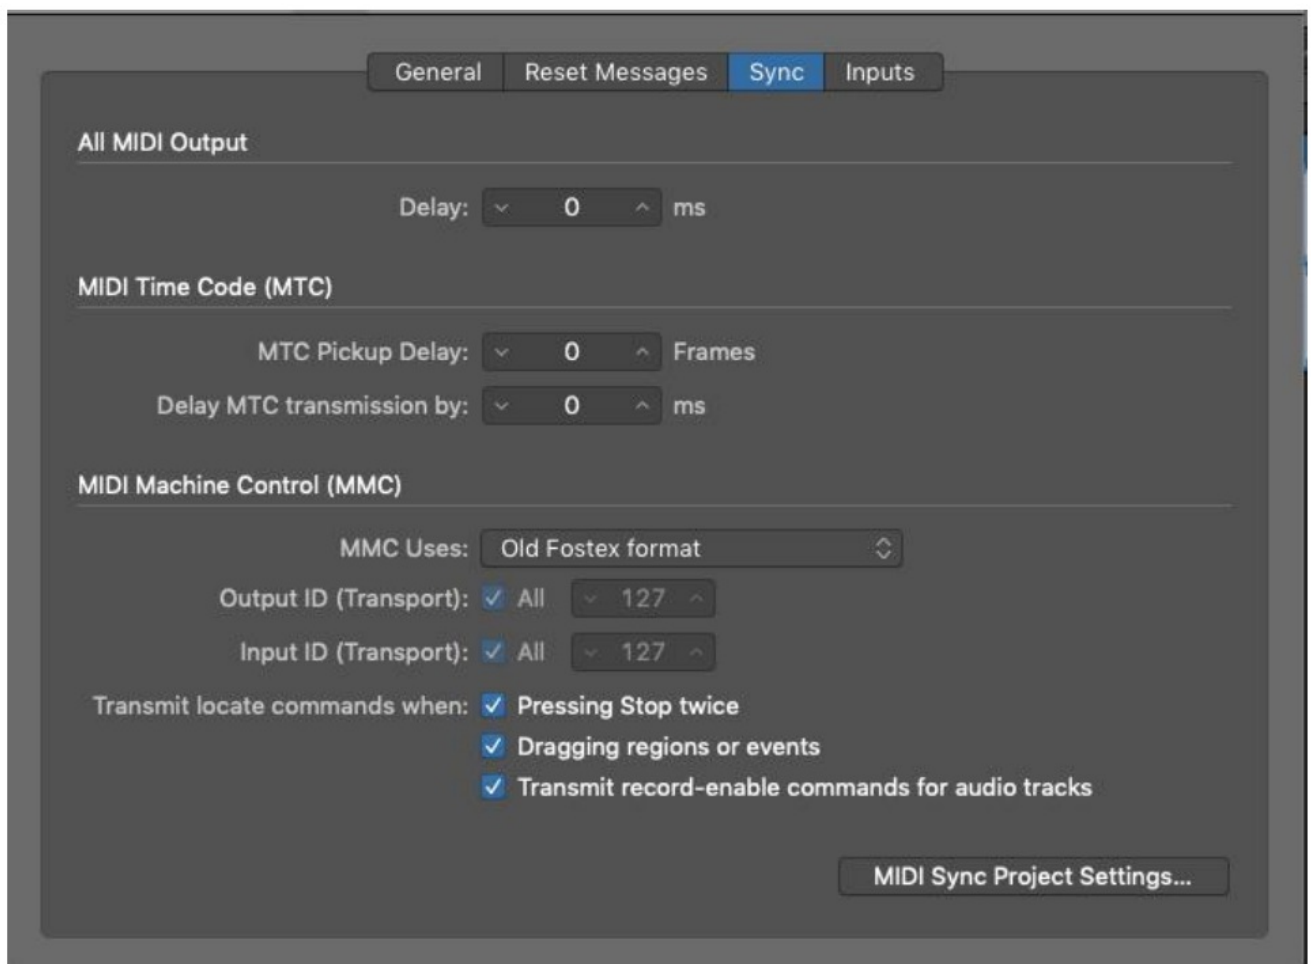 General Reset Messages Sync Inputs
All MIDI Output
Delay: 0 ms
MIDI Time Code (MTC)
MTC Pickup Delay: 0 Frames
Delay MTC transmission by: 0 ms
MIDI Machine Control (MMC)
MMC Uses: Old Fostex format
Output ID (Transport): All 127
Input ID (Transport): All 127
Transmit locate commands when: Pressing Stop twice
Dragging regions or events
Transmit record-enable commands for audio tracks
MIDI Sync Project Settings...